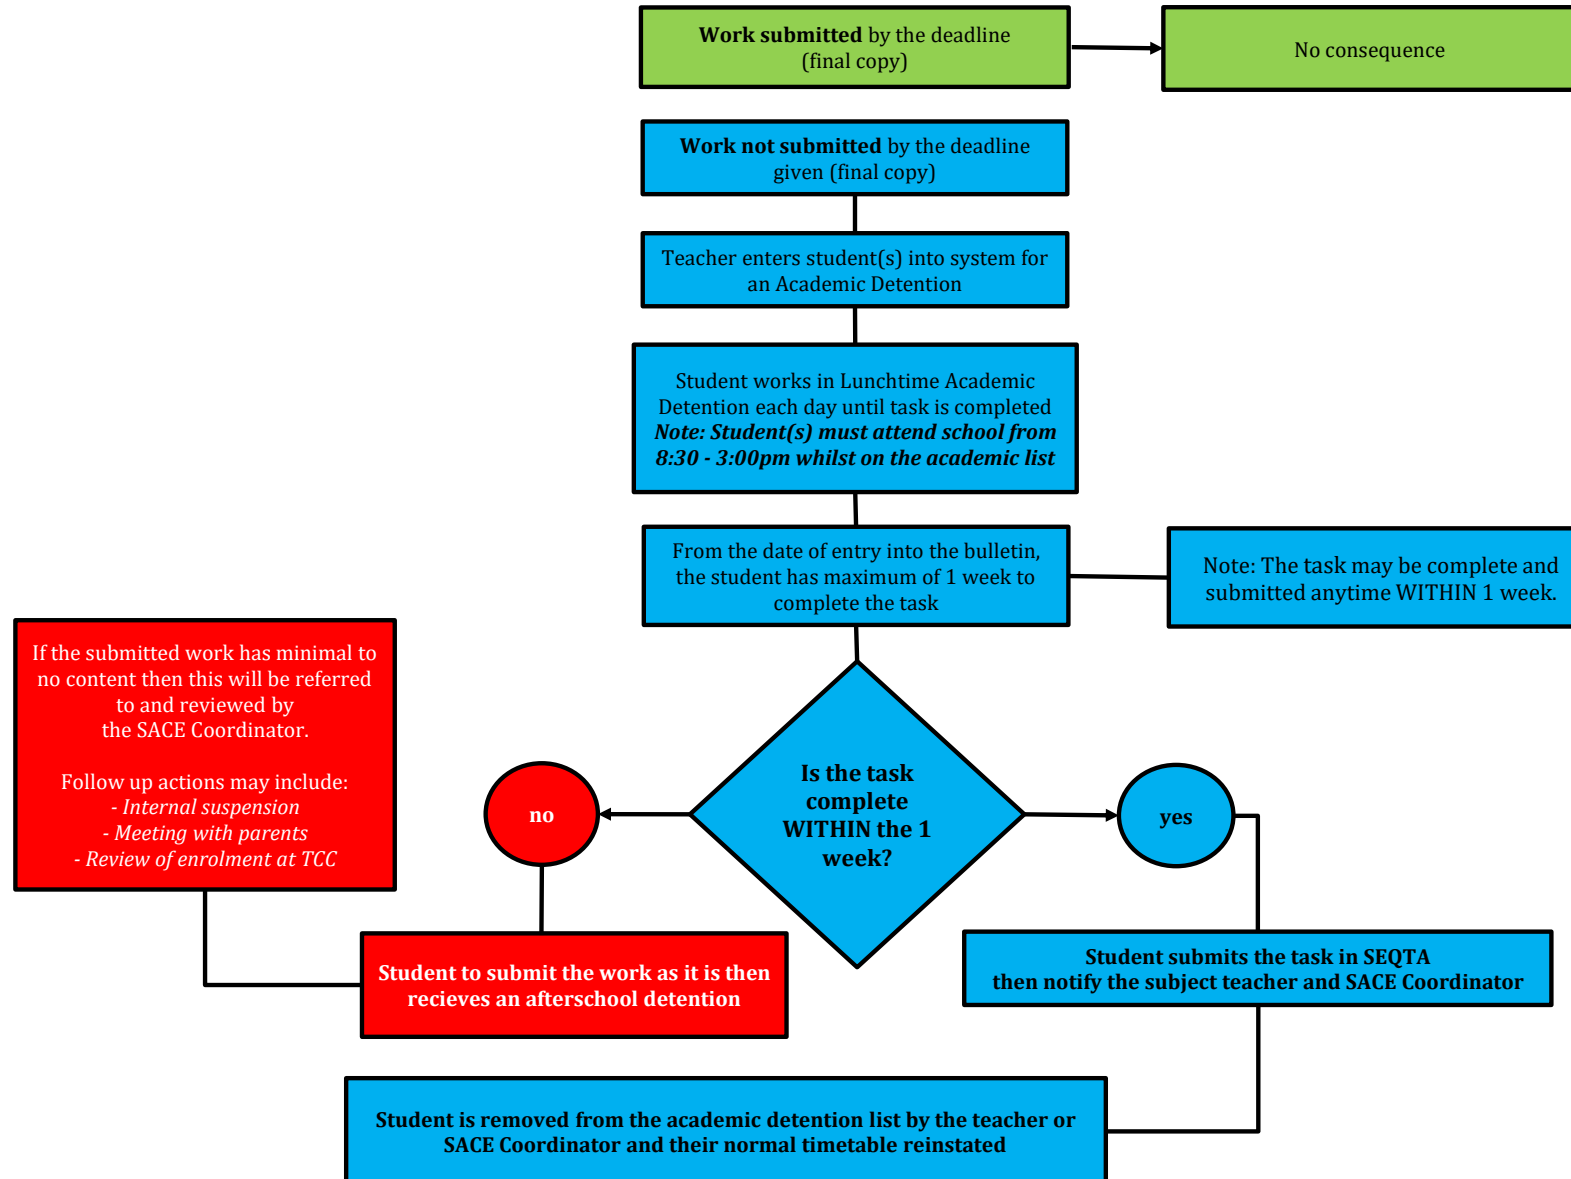 Work submitted by the deadline
(final copy)
No consequence
Work not submitted by the deadline
given (final copy)
Teacher enters student(s) into system for
an Academic Detention
Student works in Lunchtime Academic
Detention each day until task is completed
Note: Student(s) must attend school from
8:30 - 3:00pm whilst on the academic list
From the date of entry into the bulletin,
the student has maximum of 1 week to
complete the task
Note: The task may be complete and
submitted anytime WITHIN 1 week.
If the submitted work has minimal to
no content then this will be referred
to and reviewed by
the SACE Coordinator.
Follow up actions may include:
- Internal suspension
- Meeting with parents
- Review of enrolment at TCC
no
Is the task
complete
WITHIN the 1
week?
yes
Student to submit the work as it is then
recieves an afterschool detention
Student submits the task in SEQTA
then notify the subject teacher and SACE Coordinator
Student is removed from the academic detention list by the teacher or
SACE Coordinator and their normal timetable reinstated